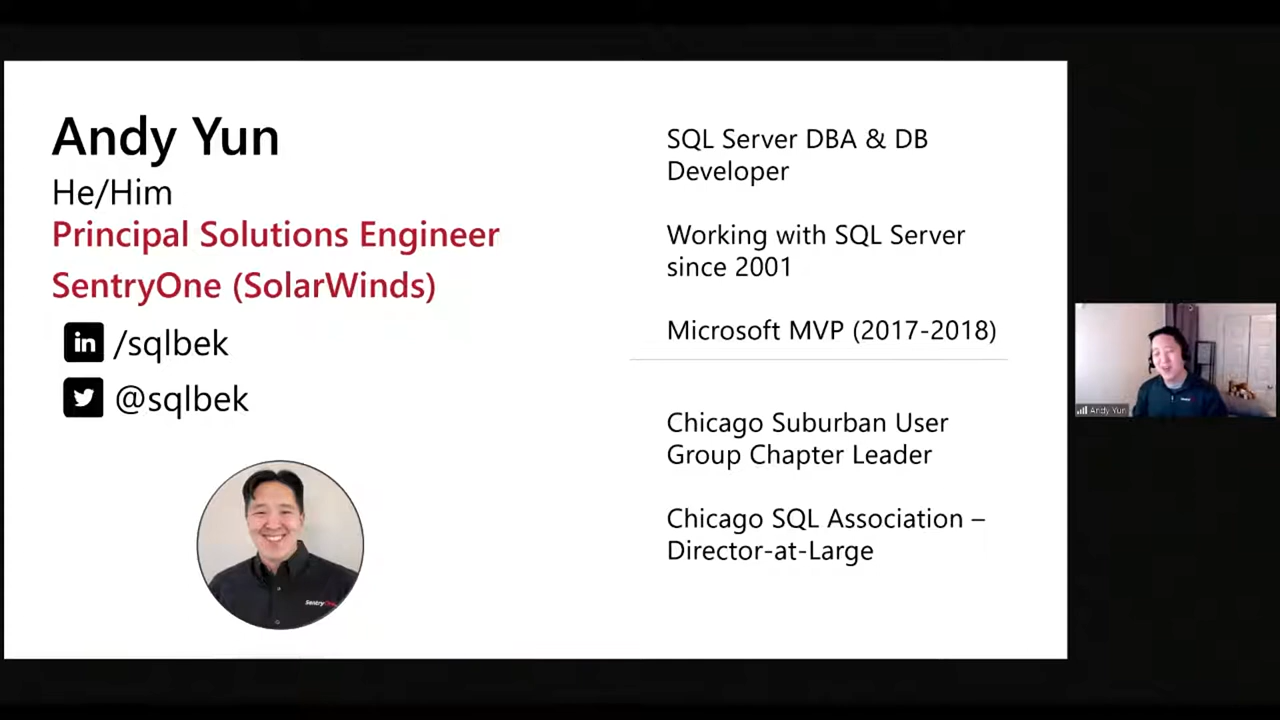 Andy Yun
He/Him
Principal Solutions Engineer
SentryOne (SolarWinds)
in /sqlbek
@sqlbek
SentryOne
SQL Server DBA & DB
Developer
Working with SQL Server
since 2001
Microsoft MVP (2017-2018)
Chicago Suburban User
Group Chapter Leader
Chicago SQL Association –
Director-at-Large
Andy Yun